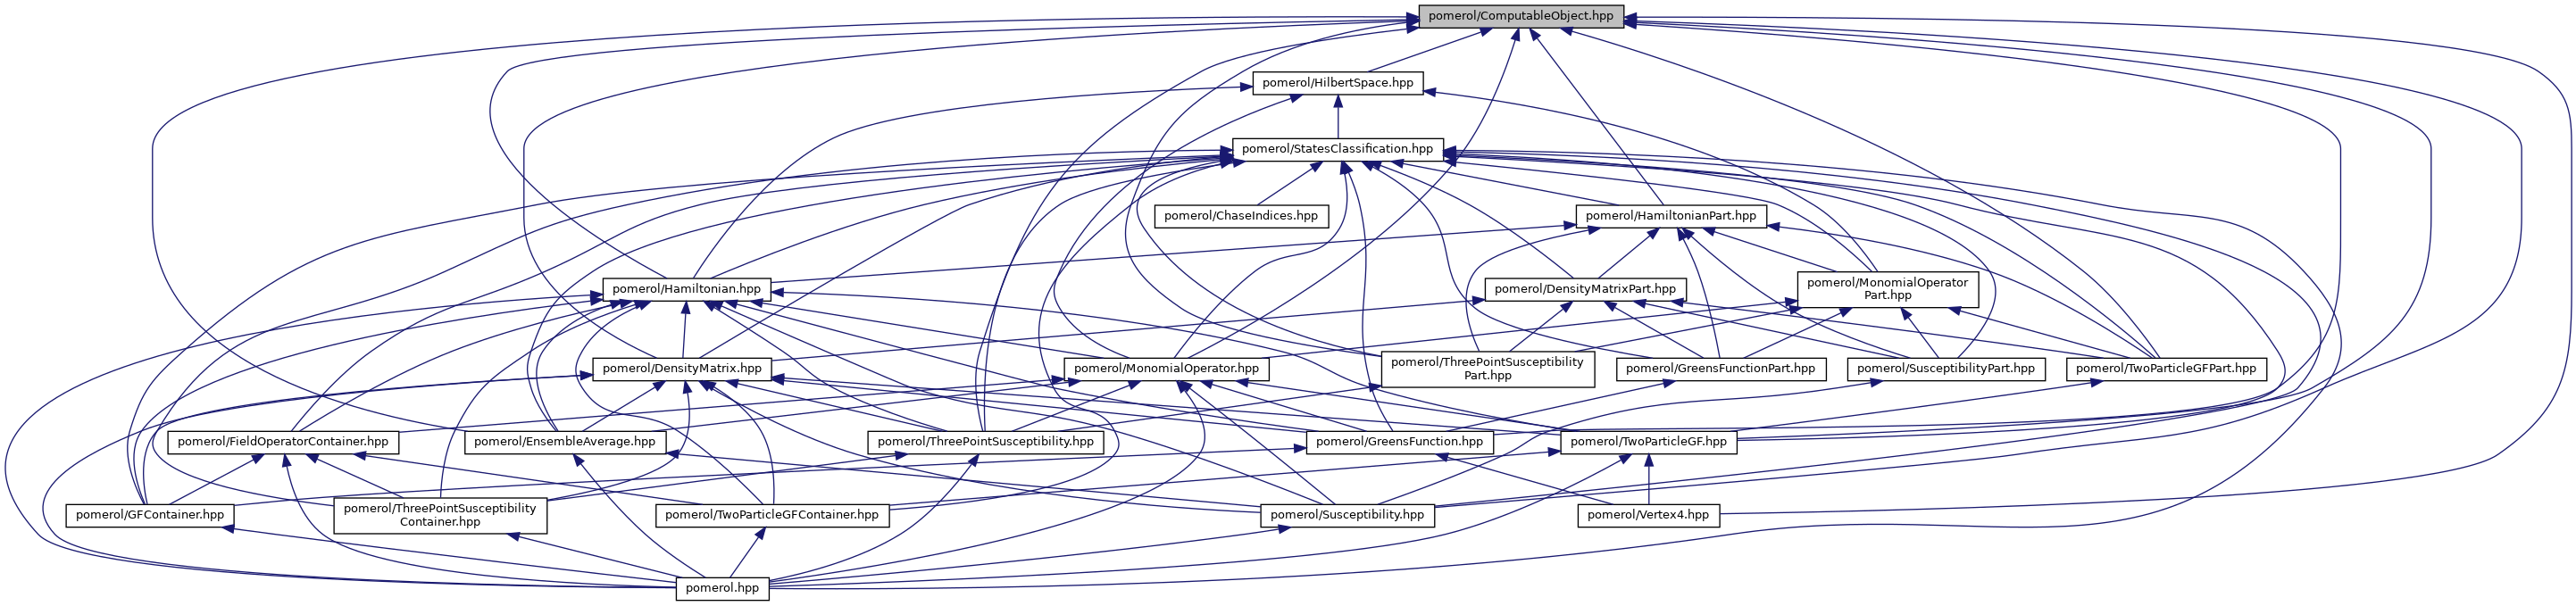 pomerol/ComputableObject.hpp
pomerol/HilbertSpace.hpp
pomerol/StatesClassification.hpp
pomerol/ChaseIndices.hpp
pomerol/HamiltonianPart.hpp
pomerol/Hamiltonian.hpp
pomerol/DensityMatrixPart.hpp
pomerol/MonomialOperator
Part.hpp
pomerol/DensityMatrix.hpp
pomerol/MonomialOperator.hpp
pomerol/ThreePointSusceptibility
Part.hpp
pomerol/GreensFunctionPart.hpp
pomerol/SusceptibilityPart.hpp
pomerol/TwoParticleGFPart.hpp
pomerol/FieldOperatorContainer.hpp
pomerol/EnsembleAverage.hpp
pomerol/ThreePointSusceptibility.hpp
pomerol/GreensFunction.hpp
pomerol/TwoParticleGF.hpp
pomerol/GFContainer.hpp
pomerol/ThreePointSusceptibility
Container.hpp
pomerol/TwoParticleGFContainer.hpp
pomerol/Susceptibility.hpp
pomerol/Vertex4.hpp
pomerol.hpp